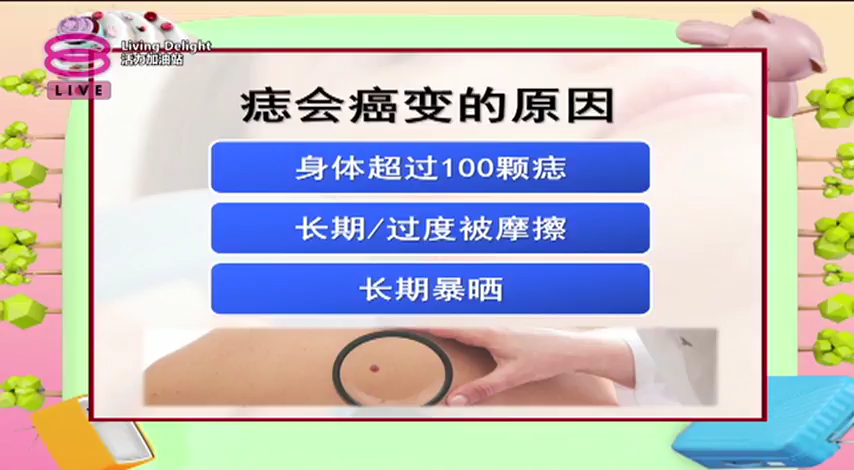 Living Delight
活力加油站
LIVE
痣会癌变的原因
身体超过100颗痣
长期/过度被摩擦
长期暴晒